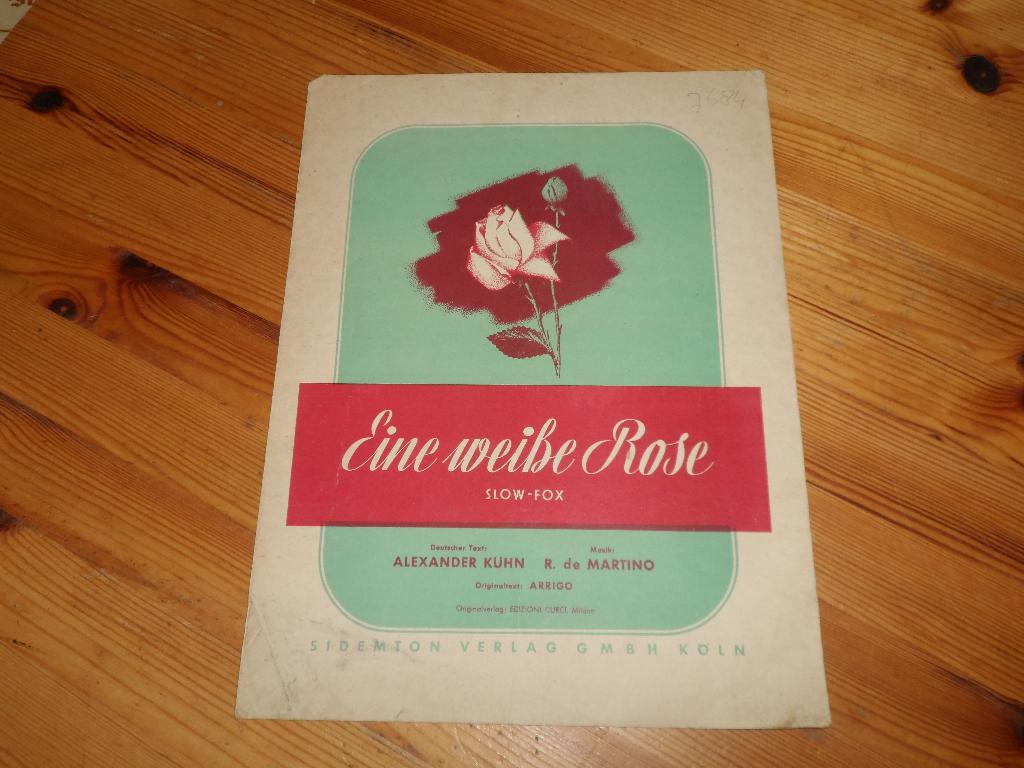 7684
Eine weiße Rose
SLOW-FOX
Deutscher Text: Musik:
ALEXANDER KÜHN R. de MARTINO
Originaltext: ARRIGO
Originalverlag: EDIZIONI CURCI, Milano
SIDEMTON VERLAG GMBH KÖLN